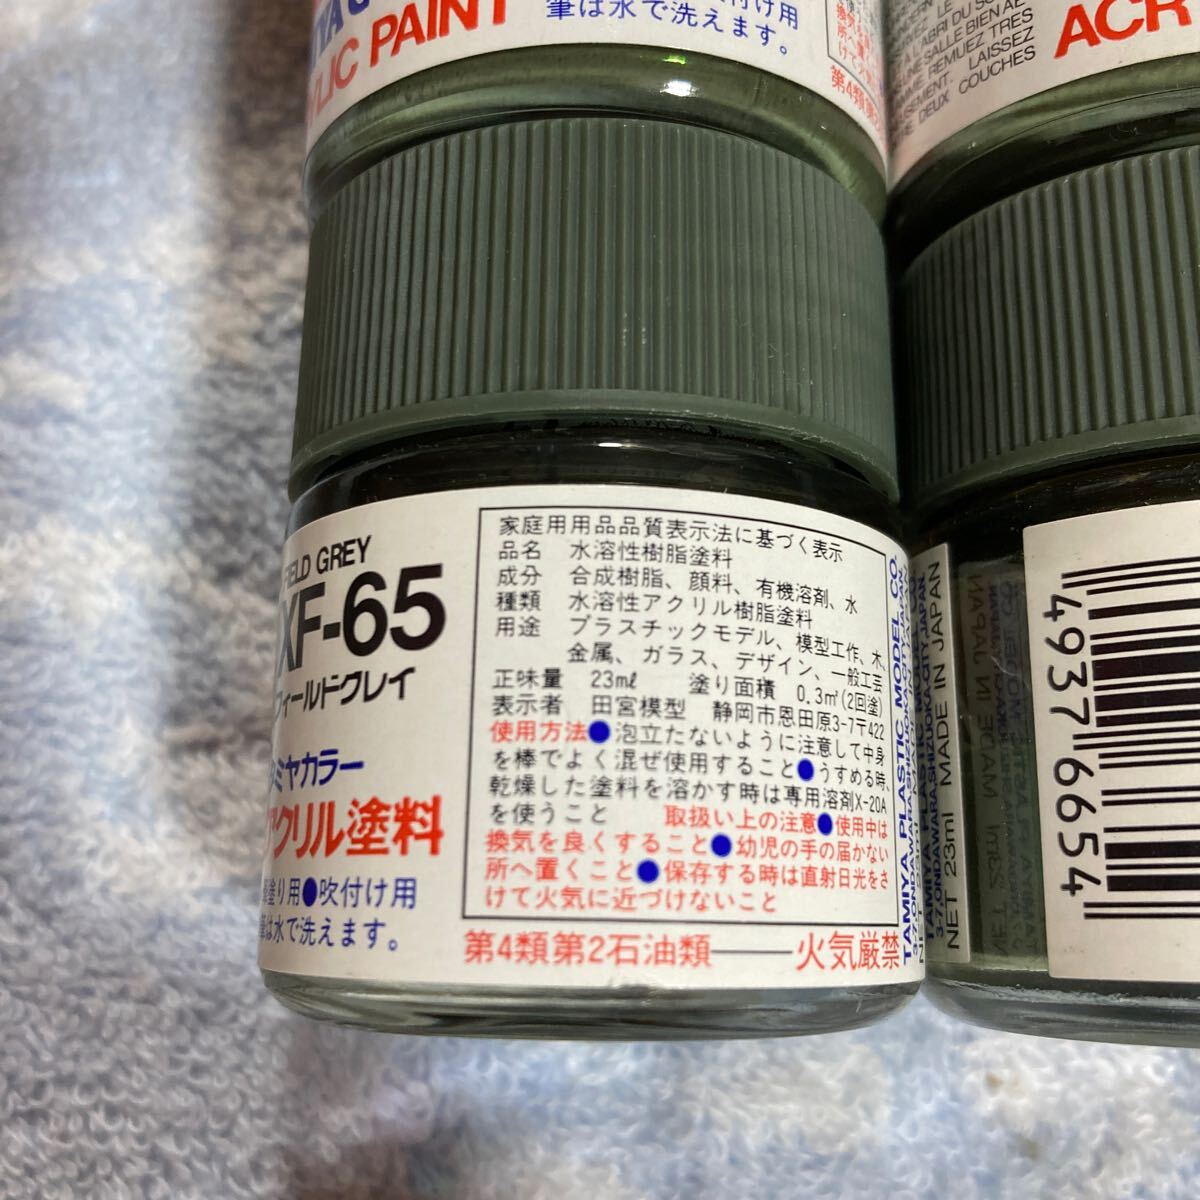 筆は水で洗えます。
PAINT
ACR
REMUEZ TRES
LAISSEZ
DEUX COUCHES
FIELD GREY
XF-65
フィールドグレイ
タミヤカラー
アクリル塗料
塗り用●吹付け用
筆は水で洗えます。
家庭用用品品質表示法に基づく表示
品名 水溶性樹脂塗料
成分 合成樹脂、顔料、有機溶剤、水
種類 水溶性アクリル樹脂塗料
用途 プラスチックモデル、模型工作、木、
金属、ガラス、デザイン、一般工芸
正味量 23mℓ 塗り面積 0.3㎡(2回塗)
表示者 田宮模型 静岡市恩田原3-7〒422
使用方法●泡立たないように注意して中身
を棒でよく混ぜ使用すること●うすめる時、
乾燥した塗料を溶かす時は専用溶剤X-20A
を使うこと 取扱い上の注意●使用中は
換気を良くすること●幼児の手の届かない
所へ置くこと●保存する時は直射日光をさ
けて火気に近づけないこと
第4類第2石油類――火気厳禁
TAMIYA PLASTIC MODEL CO.
3-7,ONDAWARA,SHIZUOKA-CITY,JAPAN
NET 23ml MADE IN JAPAN
4937 6654